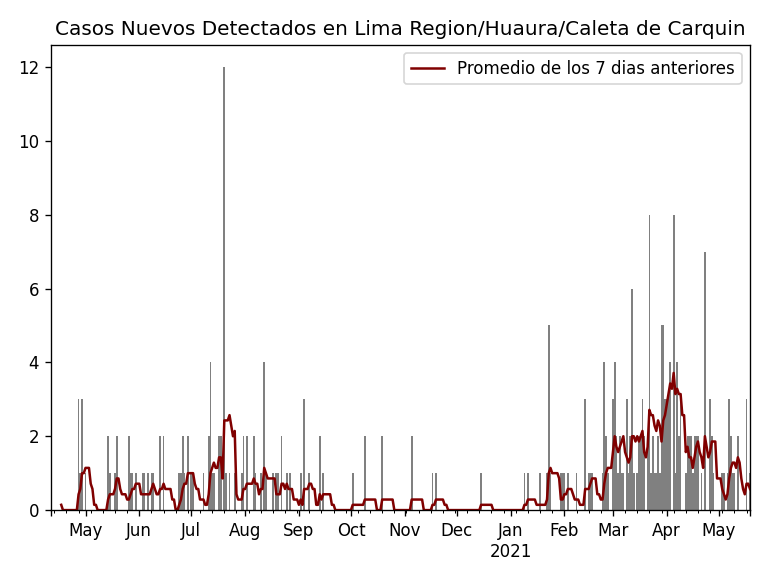 Casos Nuevos Detectados en Lima Region/Huaura/Caleta de Carquin
Promedio de los 7 dias anteriores
12
10
8
6
4
2
0
May Jun Jul Aug Sep Oct Nov Dec Jan Feb Mar Apr May
2021